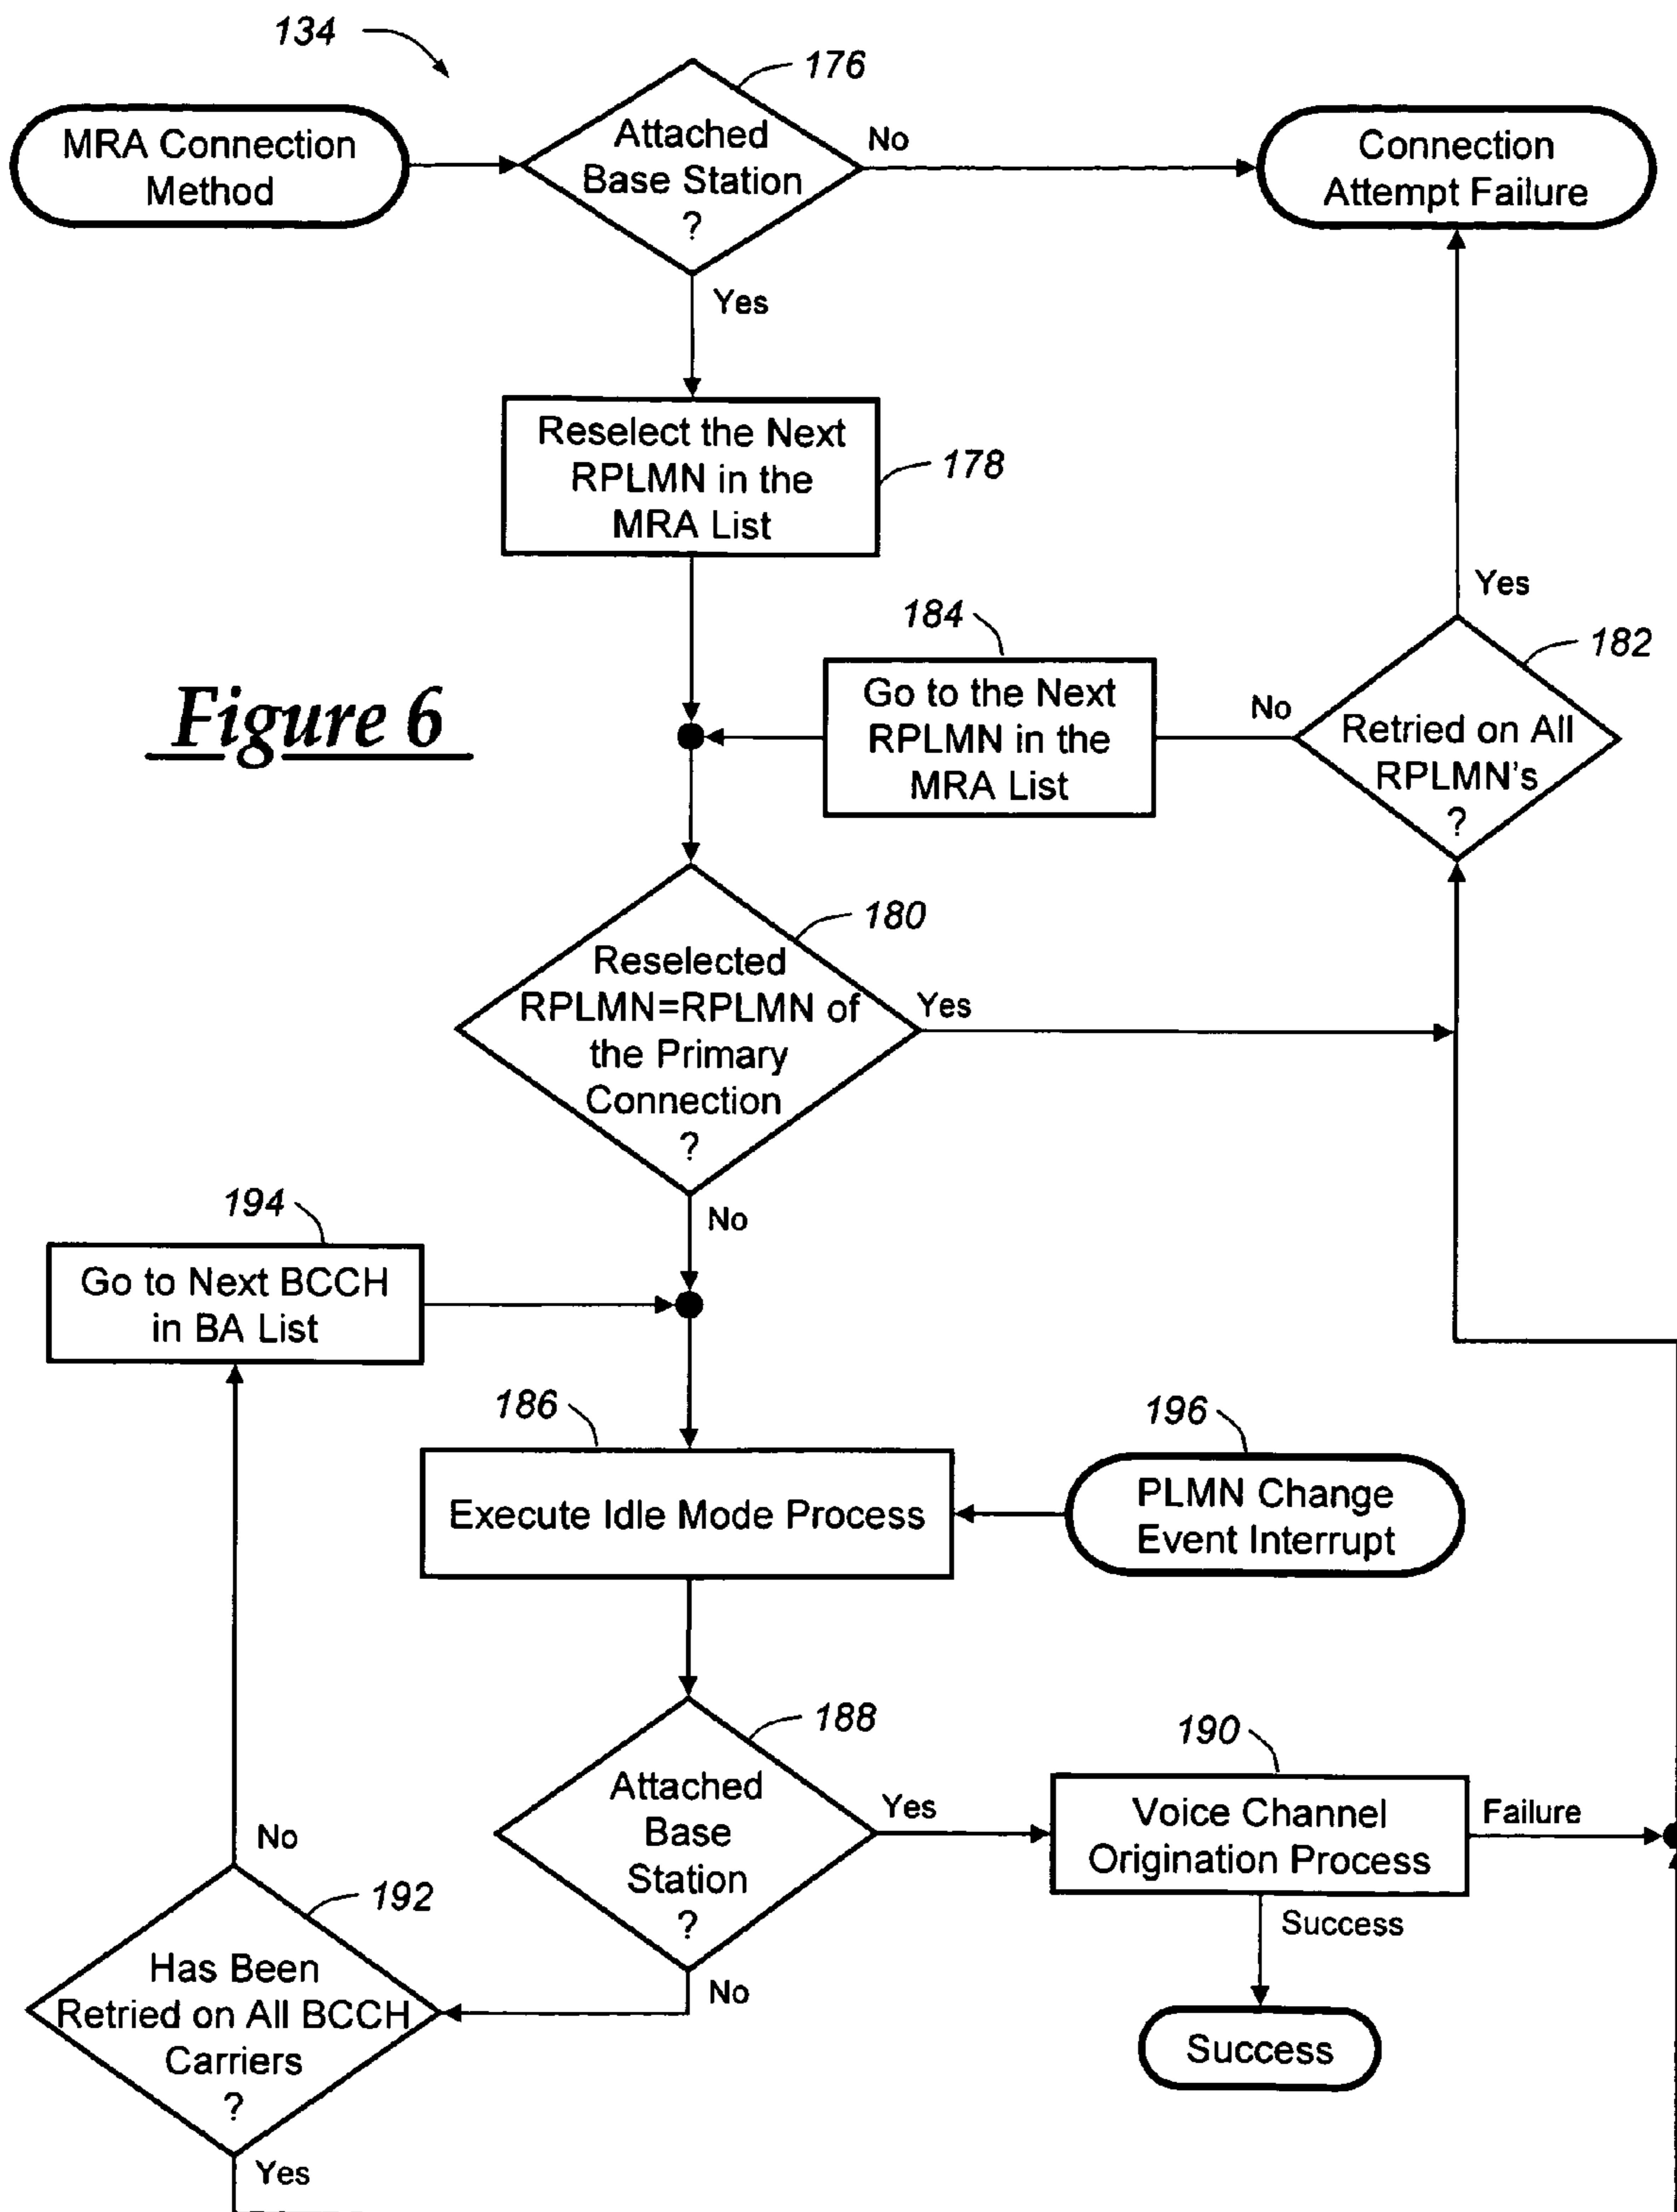 134
176
MRA Connection
Method
Attached
Base Station
?
No
Connection
Attempt Failure
Yes
Reselect the Next
RPLMN in the
MRA List
178
Yes
184
182
Figure 6
Go to the Next
RPLMN in the
MRA List
No
Retried on All
RPLMN's
?
180
Reselected
RPLMN=RPLMN of
the Primary
Connection
?
Yes
No
194
Go to Next BCCH
in BA List
186
196
Execute Idle Mode Process
PLMN Change
Event Interrupt
188
190
Attached
Base
Station
?
Yes
Voice Channel
Origination Process
Failure
No
192
Success
No
Has Been
Retried on All BCCH
Carriers
?
Success
Yes